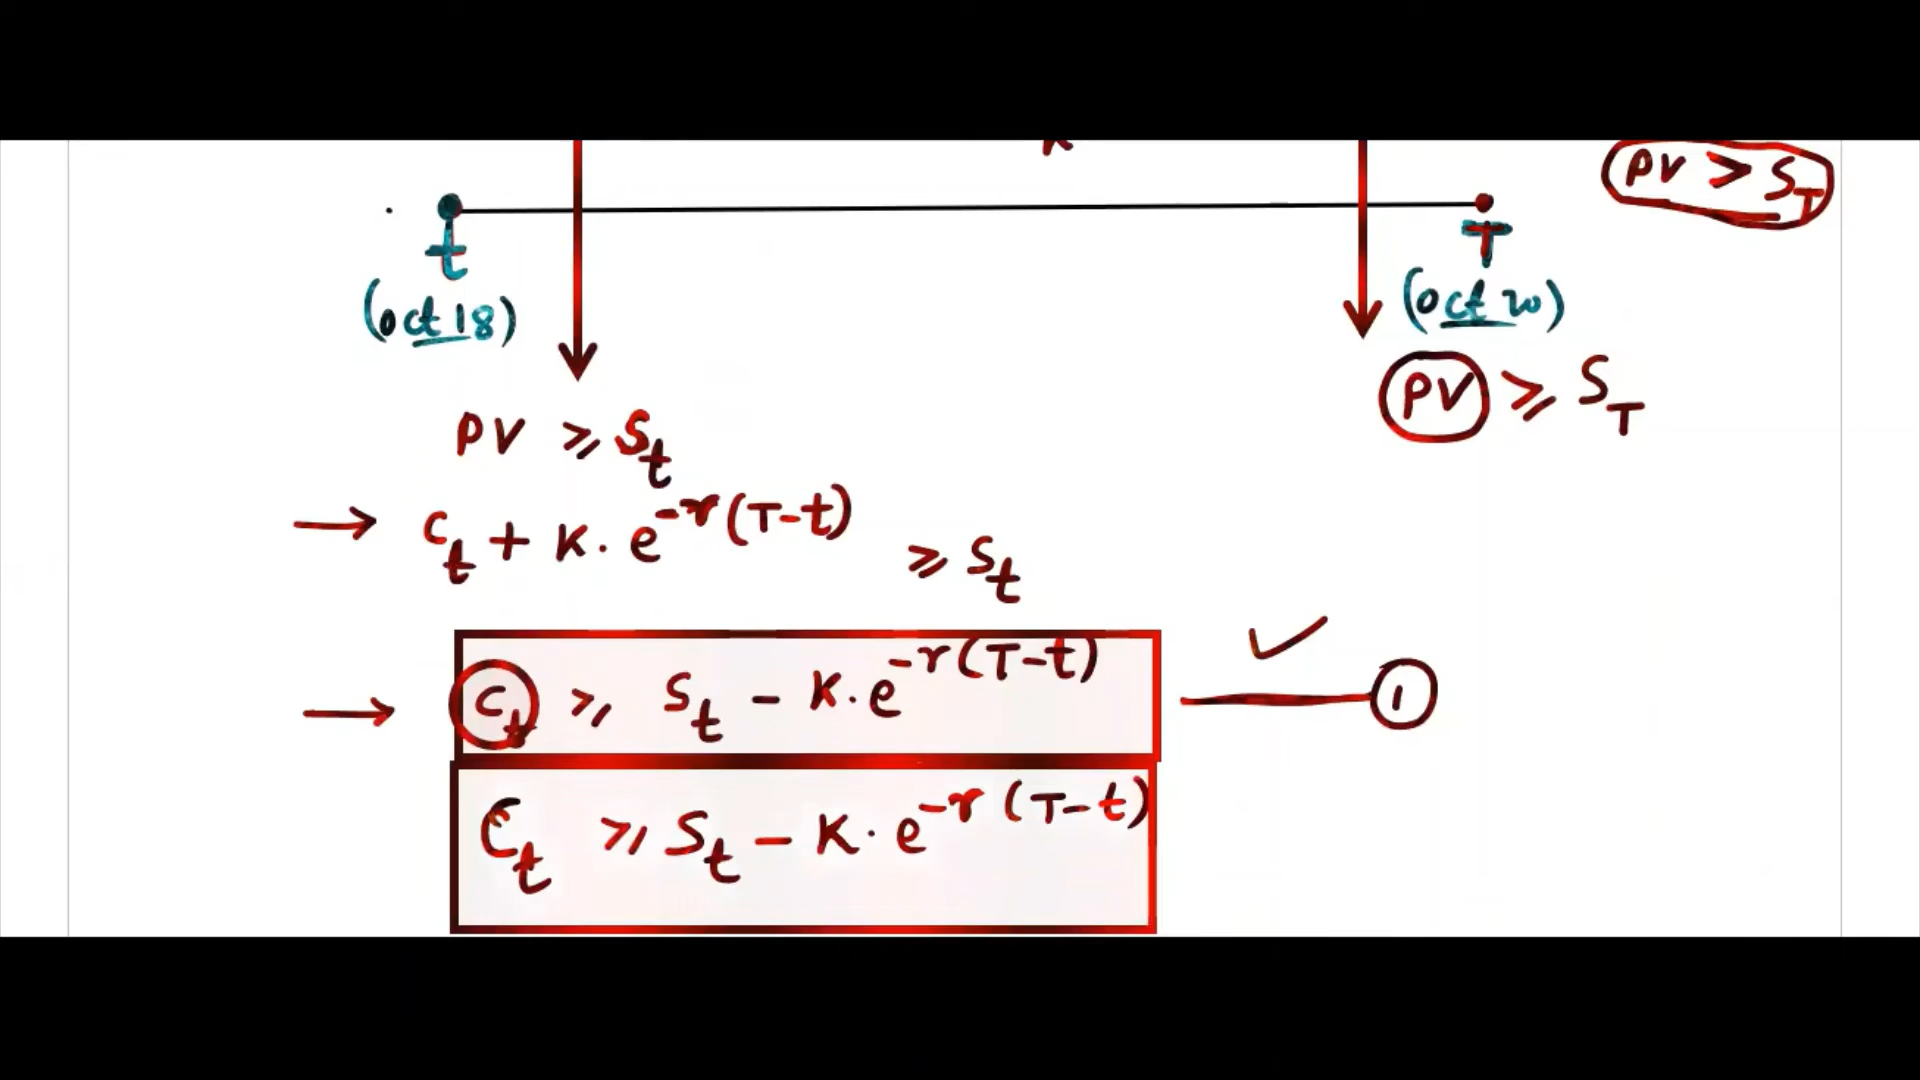 PV > S_T
t
T
(oct 18)
(oct 20)
PV ≥ S_T
PV ≥ S_t
→ c_t + K·e^{-r(T-t)} ≥ S_t
→ c_t ≥ S_t - K·e^{-r(T-t)} ✓ 1
C_t ≥ S_t - K·e^{-r(T-t)}